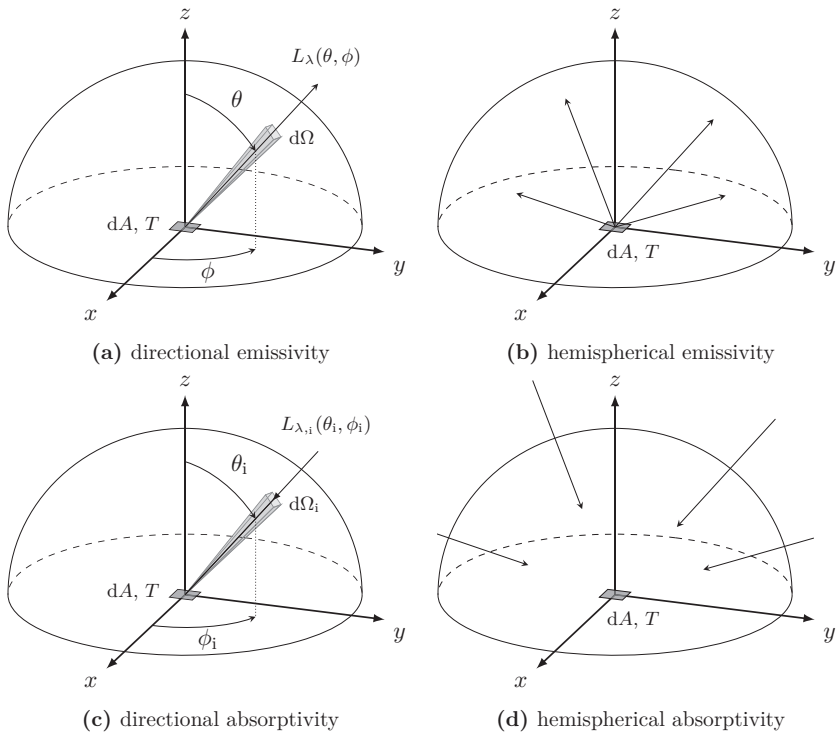 z
z
L_λ(θ, ϕ)
θ
dΩ
dA, T
dA, T
ϕ
y
y
x
x
(a) directional emissivity
(b) hemispherical emissivity
z
z
L_λ,i(θ_i, ϕ_i)
θ_i
dΩ_i
dA, T
dA, T
ϕ_i
y
y
x
x
(c) directional absorptivity
(d) hemispherical absorptivity